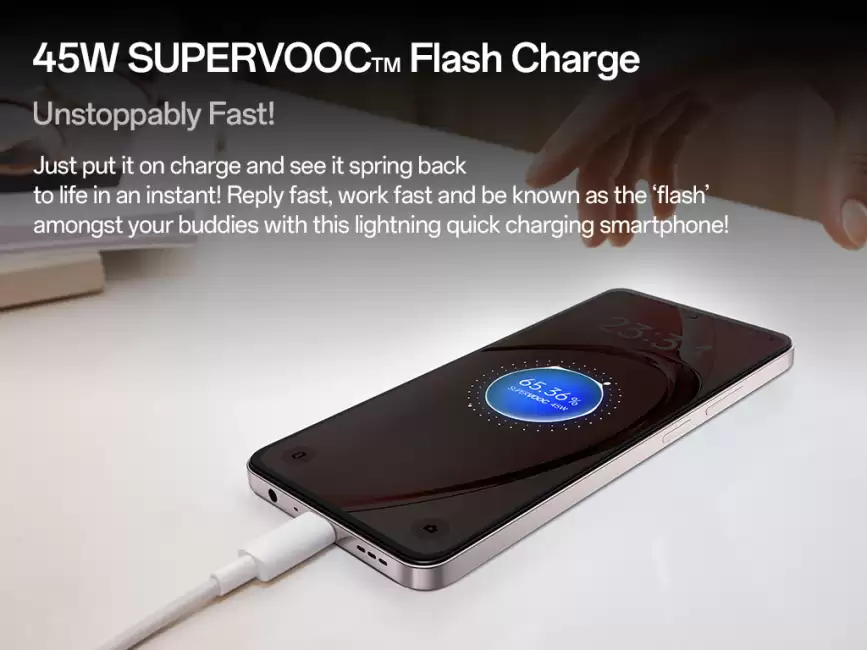 45W SUPERVOOC™ Flash Charge
Unstoppably Fast!
Just put it on charge and see it spring back
to life in an instant! Reply fast, work fast and be known as the ‘flash’
amongst your buddies with this lightning quick charging smartphone!
65.36%
SUPERVOOC 45W